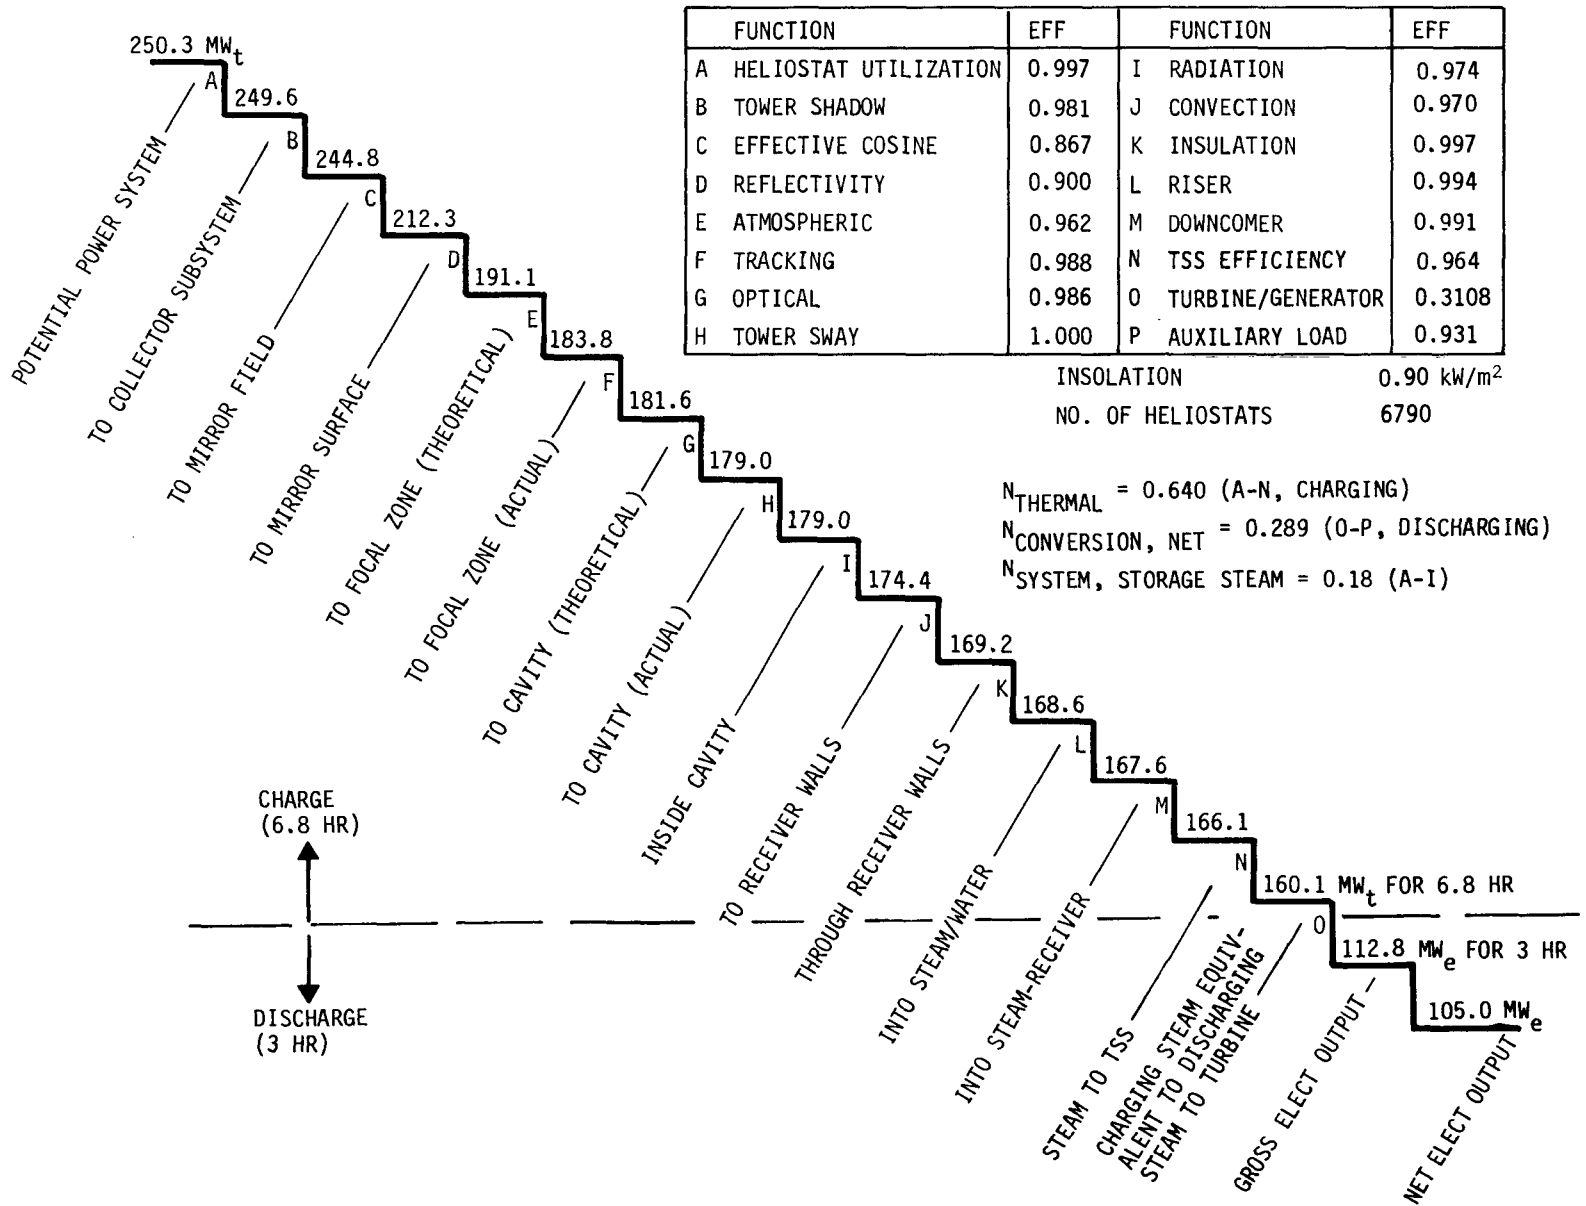 250.3 MWt
A
249.6
B
244.8
C
212.3
D
191.1
E
183.8
F
181.6
G
179.0
H
179.0
I
174.4
J
169.2
K
168.6
L
167.6
M
166.1
N
160.1 MWt FOR 6.8 HR
O
112.8 MWe FOR 3 HR
105.0 MWe
POTENTIAL POWER SYSTEM
TO COLLECTOR SUBSYSTEM
TO MIRROR FIELD
TO MIRROR SURFACE
TO FOCAL ZONE (THEORETICAL)
TO FOCAL ZONE (ACTUAL)
TO CAVITY (THEORETICAL)
TO CAVITY (ACTUAL)
INSIDE CAVITY
TO RECEIVER WALLS
THROUGH RECEIVER WALLS
INTO STEAM/WATER
INTO STEAM-RECEIVER
STEAM TO TSS
CHARGING STEAM EQUIV-
ALENT TO DISCHARGING
STEAM TO TURBINE
GROSS ELECT OUTPUT
NET ELECT OUTPUT
FUNCTION EFF FUNCTION EFF
A HELIOSTAT UTILIZATION 0.997 I RADIATION 0.974
B TOWER SHADOW 0.981 J CONVECTION 0.970
C EFFECTIVE COSINE 0.867 K INSULATION 0.997
D REFLECTIVITY 0.900 L RISER 0.994
E ATMOSPHERIC 0.962 M DOWNCOMER 0.991
F TRACKING 0.988 N TSS EFFICIENCY 0.964
G OPTICAL 0.986 O TURBINE/GENERATOR 0.3108
H TOWER SWAY 1.000 P AUXILIARY LOAD 0.931
INSOLATION 0.90 kW/m²
NO. OF HELIOSTATS 6790
NTHERMAL = 0.640 (A-N, CHARGING)
NCONVERSION, NET = 0.289 (O-P, DISCHARGING)
NSYSTEM, STORAGE STEAM = 0.18 (A-I)
CHARGE
(6.8 HR)
DISCHARGE
(3 HR)